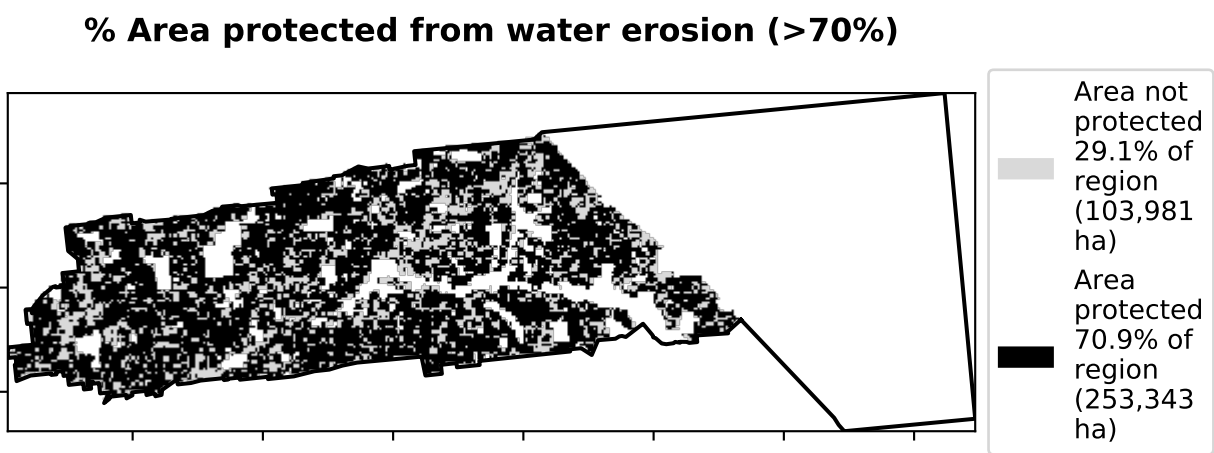 % Area protected from water erosion (>70%)
Area not
protected
29.1% of
region
(103,981
ha)
Area
protected
70.9% of
region
(253,343
ha)